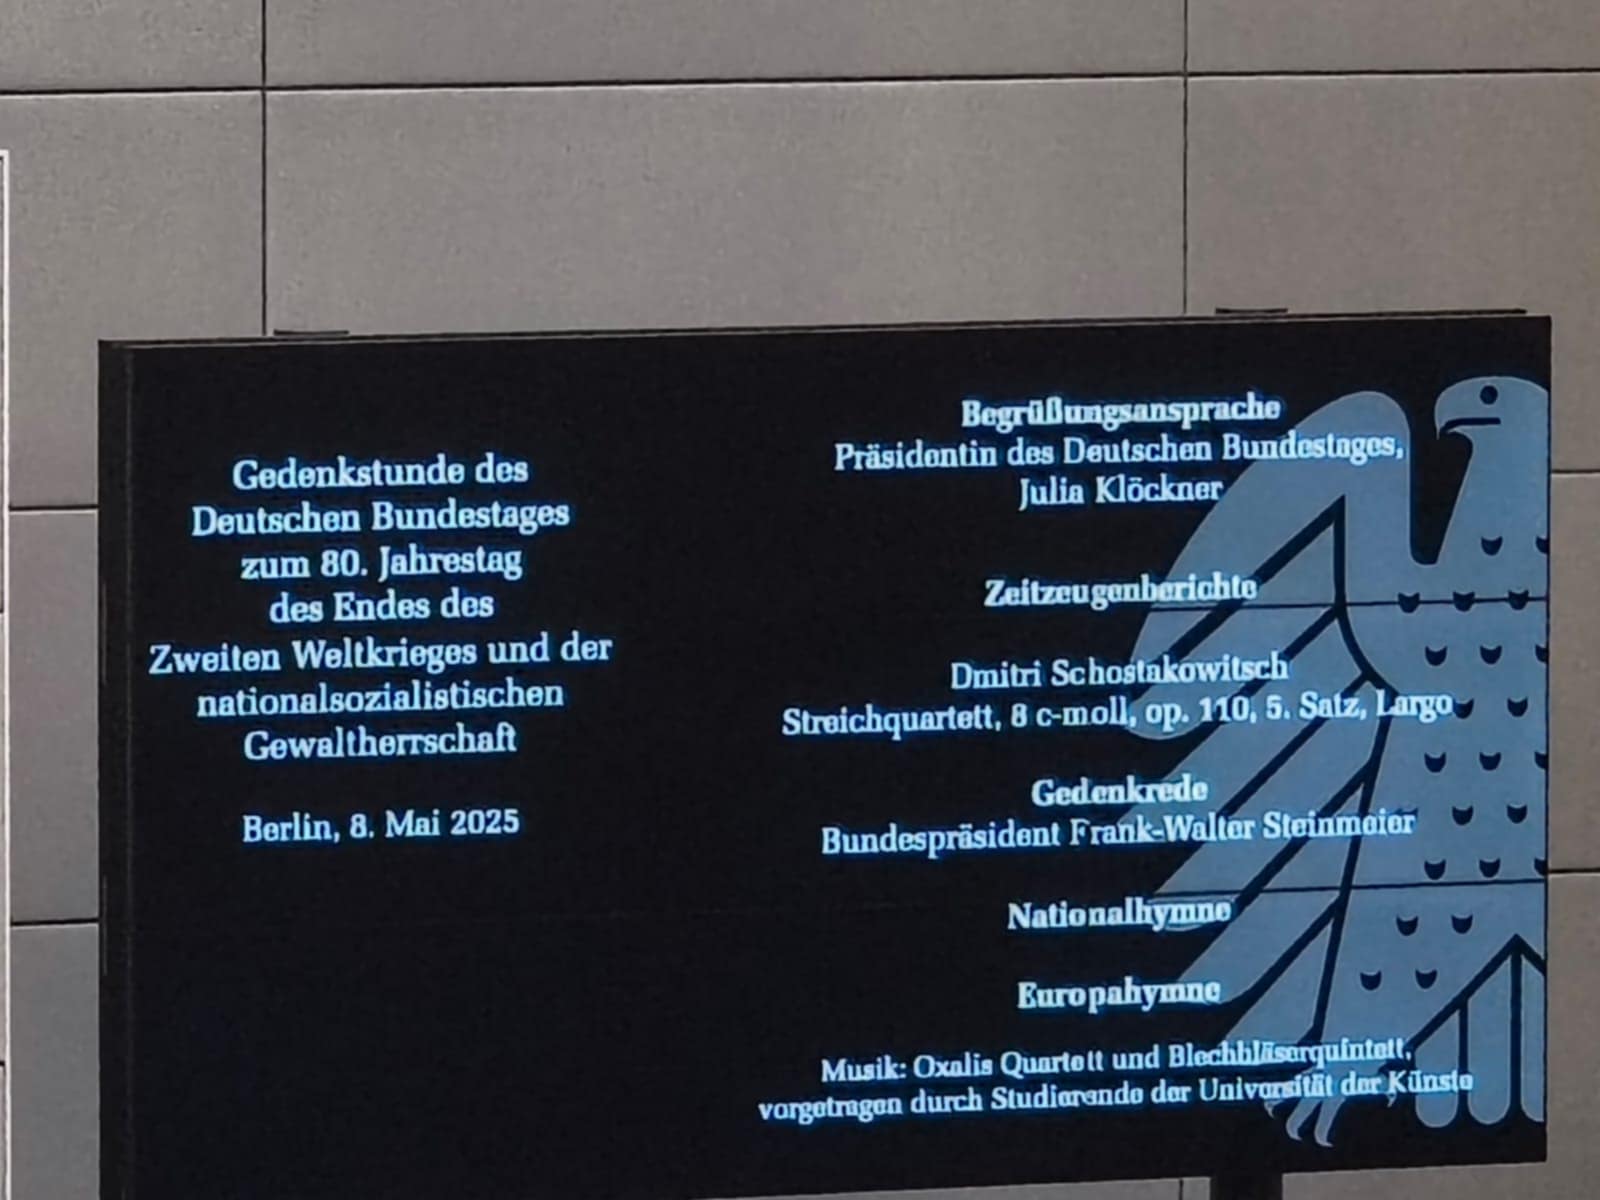 Gedenkstunde des
Deutschen Bundestages
zum 80. Jahrestag
des Endes des
Zweiten Weltkrieges und der
nationalsozialistischen
Gewaltherrschaft
Berlin, 8. Mai 2025
Begrüßungsansprache
Präsidentin des Deutschen Bundestages,
Julia Klöckner
Zeitzeugenberichte
Dmitri Schostakowitsch
Streichquartett, 8 c-moll, op. 110, 5. Satz, Largo
Gedenkrede
Bundespräsident Frank-Walter Steinmeier
Nationalhymne
Europahymne
Musik: Oxalis Quartett und Blechbläserquintett,
vorgetragen durch Studierende der Universität der Künste